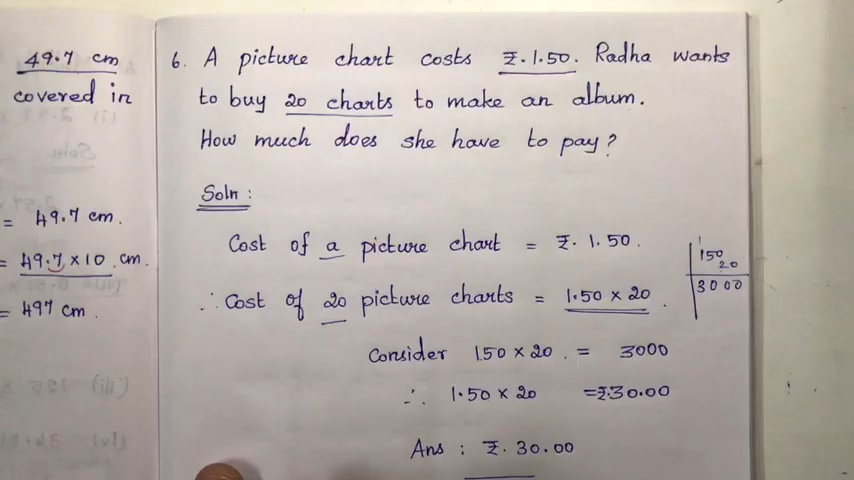 49.7 cm
covered in
= 49.7 cm.
= 49.7 × 10 cm.
= 497 cm.
6. A picture chart costs ₹.1.50. Radha wants
to buy 20 charts to make an album.
How much does she have to pay?
Soln :
Cost of a picture chart = ₹. 1.50.
∴ Cost of 20 picture charts = 1.50 × 20.
Consider 150 × 20 = 3000
∴ 1.50 × 20 = ₹.30.00
Ans : ₹. 30.00
1
150
20
3000